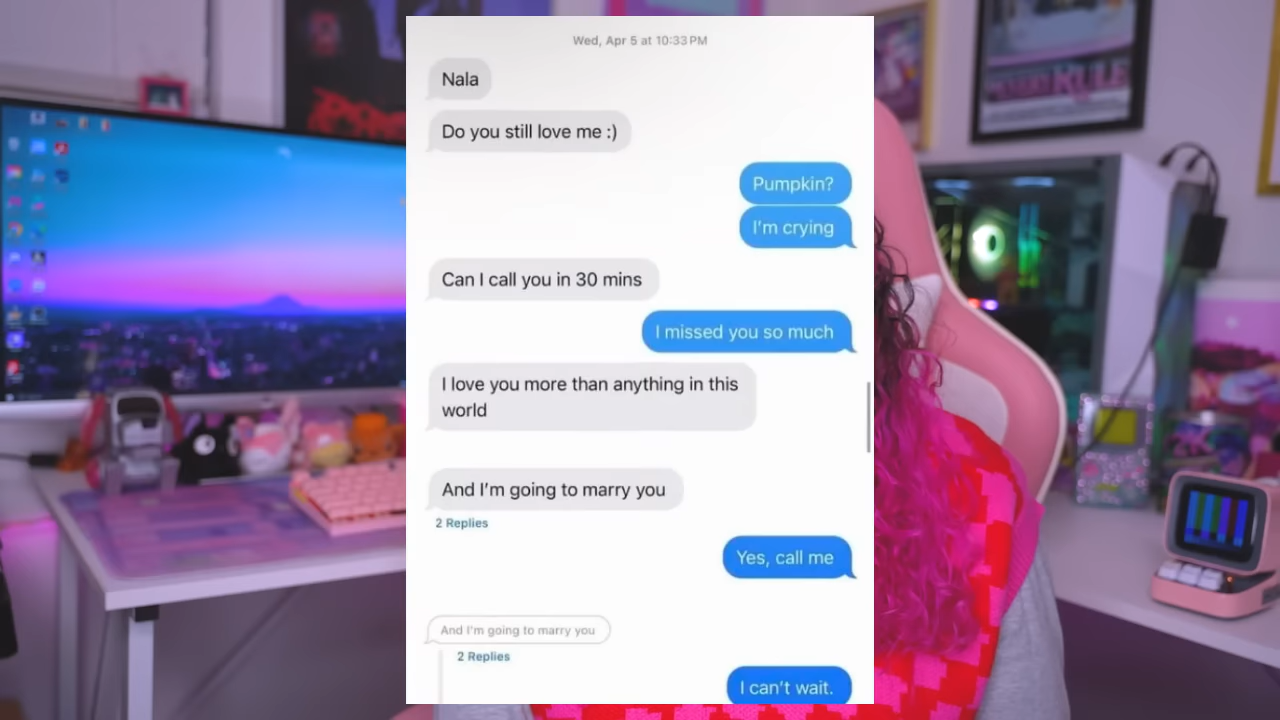 Wed, Apr 5 at 10:33 PM
Nala
Do you still love me :)
Pumpkin?
I'm crying
Can I call you in 30 mins
I missed you so much
I love you more than anything in this
world
And I'm going to marry you
2 Replies
Yes, call me
And I'm going to marry you
2 Replies
I can't wait.